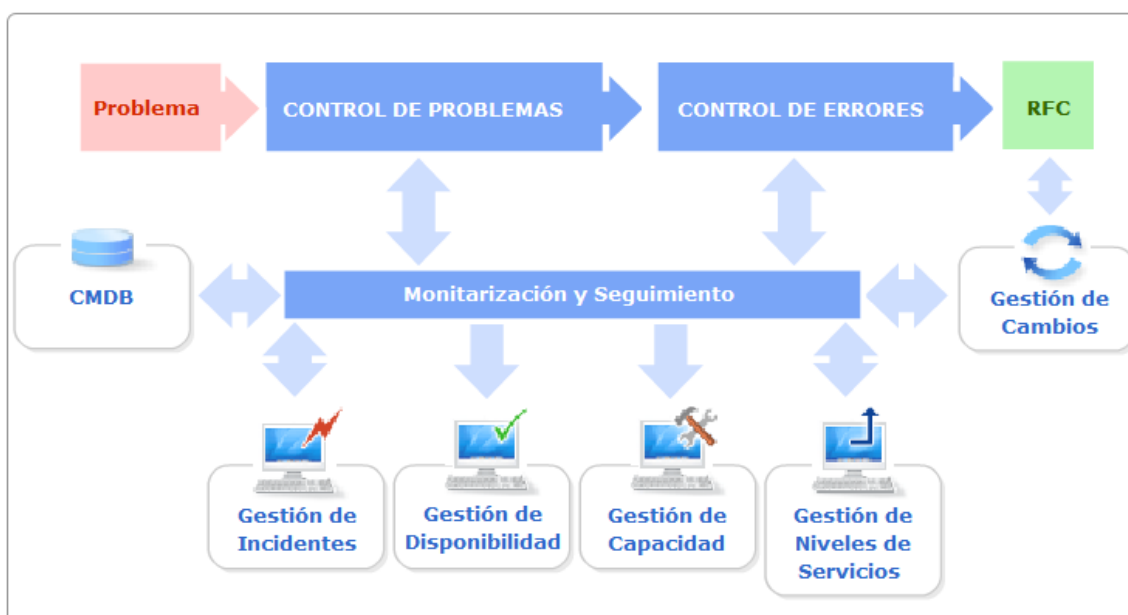 Problema
CONTROL DE PROBLEMAS
CONTROL DE ERRORES
RFC
CMDB
Monitarización y Seguimiento
Gestión de
Cambios
Gestión de
Incidentes
Gestión de
Disponibilidad
Gestión de
Capacidad
Gestión de
Niveles de
Servicios